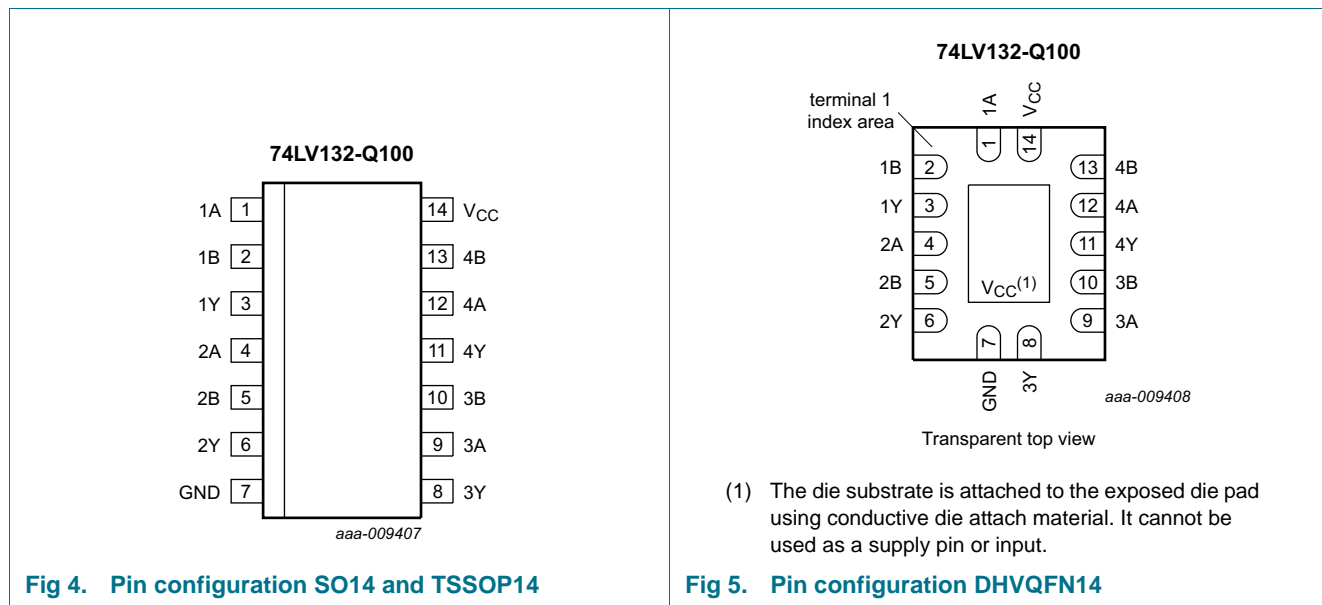 74LV132-Q100
1A 1
14 VCC
1B 2
13 4B
1Y 3
12 4A
2A 4
11 4Y
2B 5
10 3B
2Y 6
9 3A
GND 7
8 3Y
aaa-009407
Fig 4. Pin configuration SO14 and TSSOP14
74LV132-Q100
terminal 1
index area
1A
VCC
1
14
1B 2
13 4B
1Y 3
12 4A
2A 4
11 4Y
2B 5
10 3B
VCC(1)
2Y 6
9 3A
7
8
GND
3Y
aaa-009408
Transparent top view
(1) The die substrate is attached to the exposed die pad
using conductive die attach material. It cannot be
used as a supply pin or input.
Fig 5. Pin configuration DHVQFN14